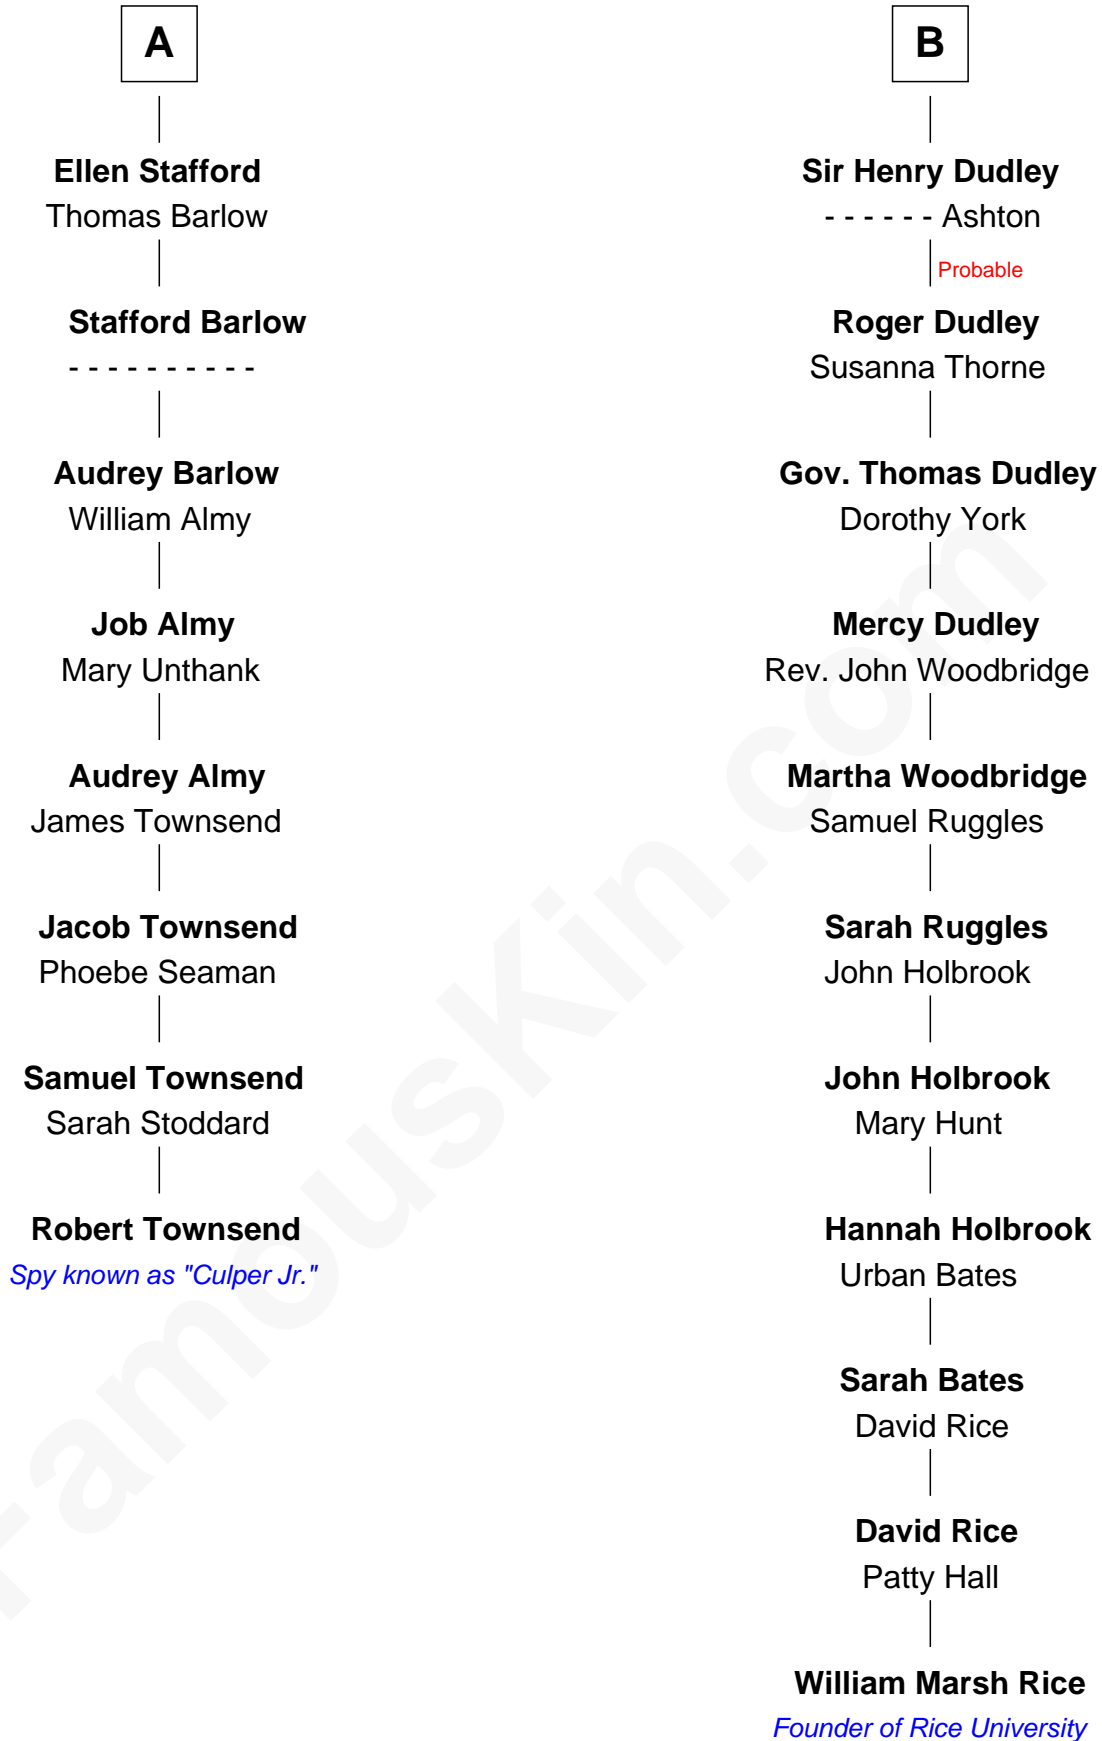 A
Ellen Stafford
Thomas Barlow
Stafford Barlow
- - - - - - - - - -
Audrey Barlow
William Almy
Job Almy
Mary Unthank
Audrey Almy
James Townsend
Jacob Townsend
Phoebe Seaman
Samuel Townsend
Sarah Stoddard
Robert Townsend
Spy known as "Culper Jr."
B
Sir Henry Dudley
- - - - - - Ashton
Probable
Roger Dudley
Susanna Thorne
Gov. Thomas Dudley
Dorothy York
Mercy Dudley
Rev. John Woodbridge
Martha Woodbridge
Samuel Ruggles
Sarah Ruggles
John Holbrook
John Holbrook
Mary Hunt
Hannah Holbrook
Urban Bates
Sarah Bates
David Rice
David Rice
Patty Hall
William Marsh Rice
Founder of Rice University
FamousKin.com